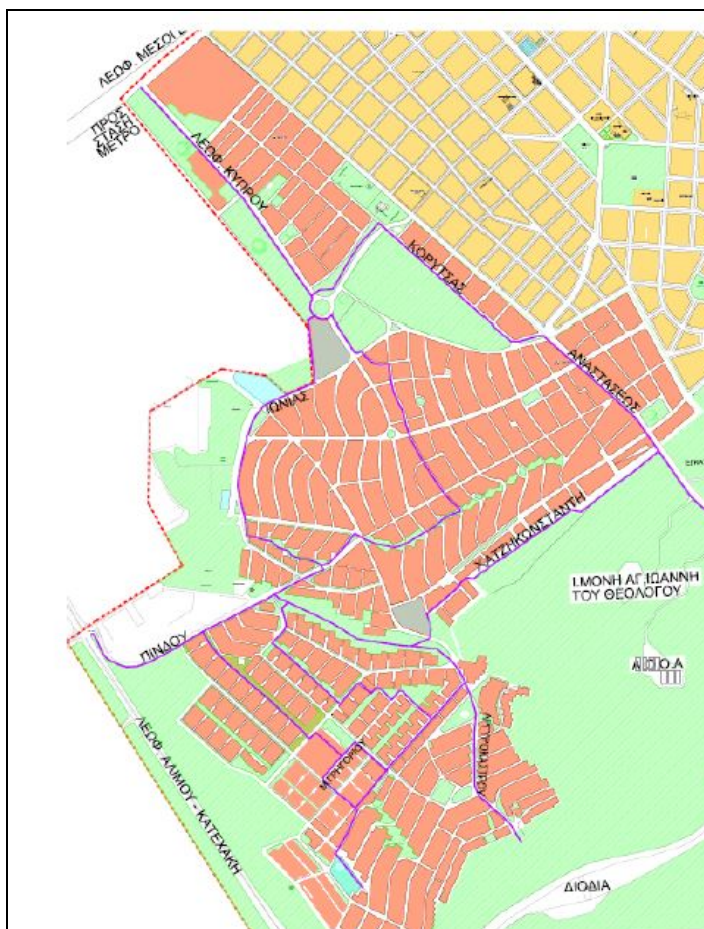 ΛΕΩΦ. ΜΕΣΟΓΕ
ΠΡΟΣ
ΣΤΑΣΗ
ΜΕΤΡΟ
ΛΕΩΦ. ΚΥΠΡΟΥ
ΚΟΡΥΤΣΑΣ
ΑΝΑΣΤΑΣΕΩΣ
ΙΩΝΙΑΣ
ΧΑΤΖΗΚΩΝΣΤΑΝΤΗ
Ι.ΜΟΝΗ ΑΓ.ΙΩΑΝΝΗ
ΤΟΥ ΘΕΟΛΟΓΟΥ
ΠΙΝΔΟΥ
ΛΕΩΦ. ΑΛΙΜΟΥ - ΚΑΤΕΧΑΚΗ
ΔΙΟΔΙΑ